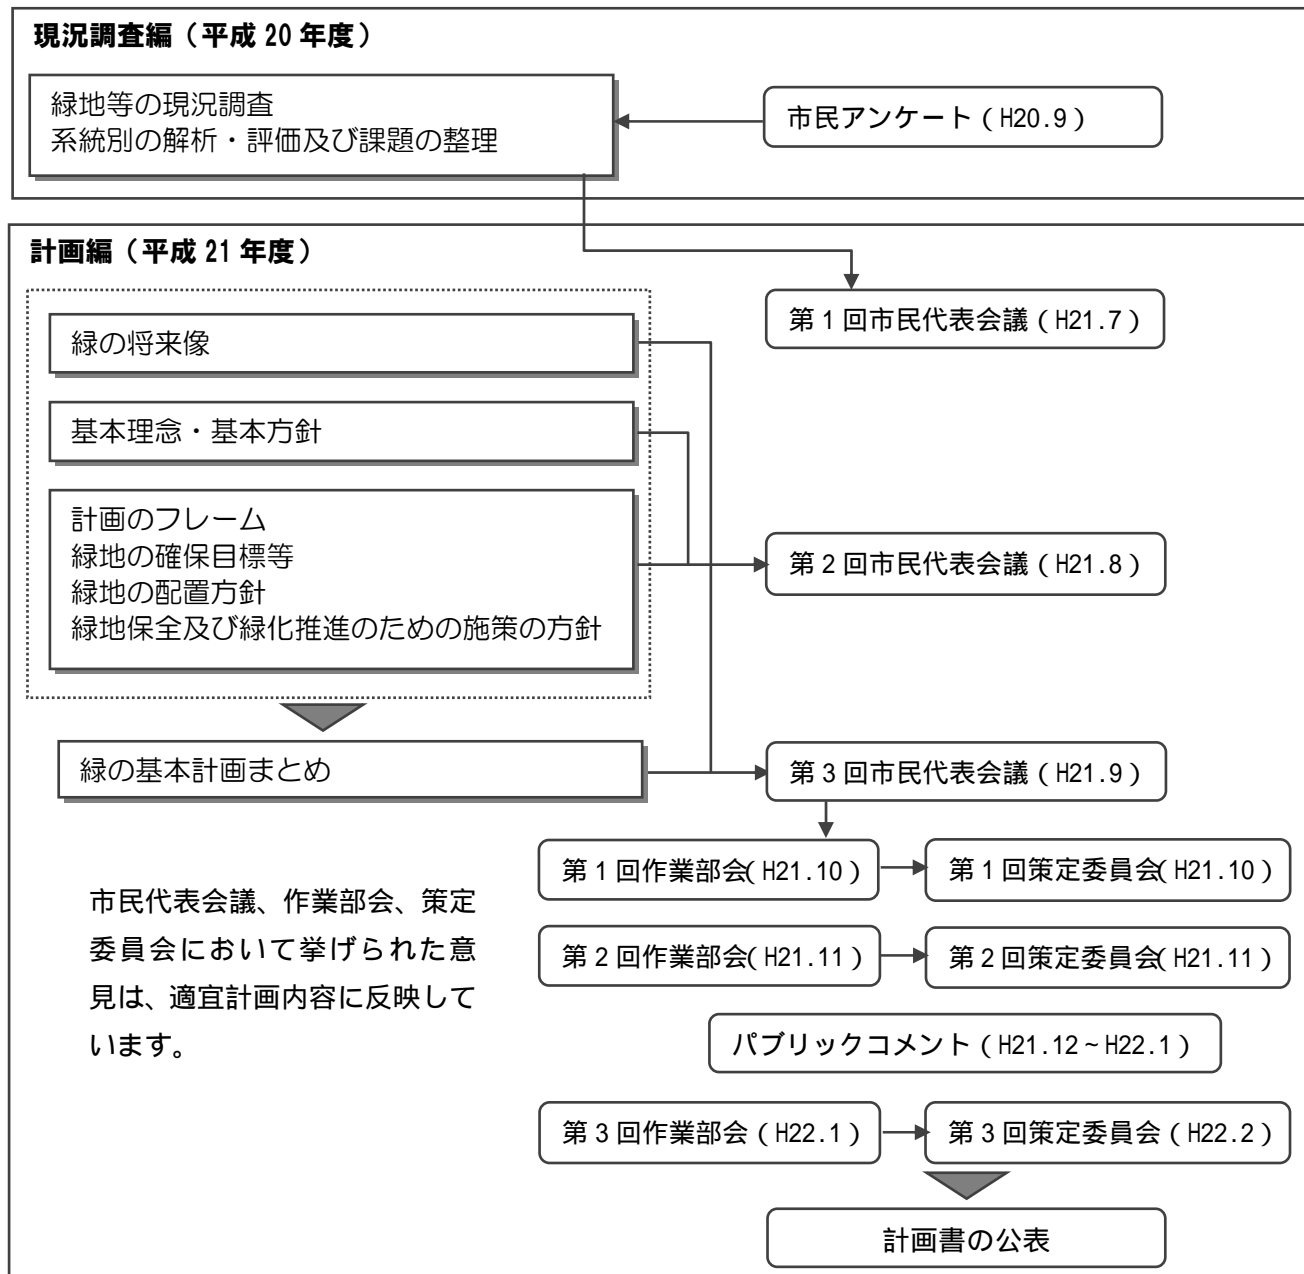 現況調査編（平成 20 年度）
緑地等の現況調査
系統別の解析・評価及び課題の整理
市民アンケート（H20.9）
計画編（平成 21 年度）
第１回市民代表会議（H21.7）
緑の将来像
基本理念・基本方針
計画のフレーム
緑地の確保目標等
緑地の配置方針
緑地保全及び緑化推進のための施策の方針
第２回市民代表会議（H21.8）
緑の基本計画まとめ
第３回市民代表会議（H21.9）
第１回作業部会（H21.10）
第１回策定委員会（H21.10）
市民代表会議、作業部会、策定
委員会において挙げられた意
見は、適宜計画内容に反映して
います。
第２回作業部会（H21.11）
第２回策定委員会（H21.11）
パブリックコメント（H21.12～H22.1）
第３回作業部会（H22.1）
第３回策定委員会（H22.2）
計画書の公表